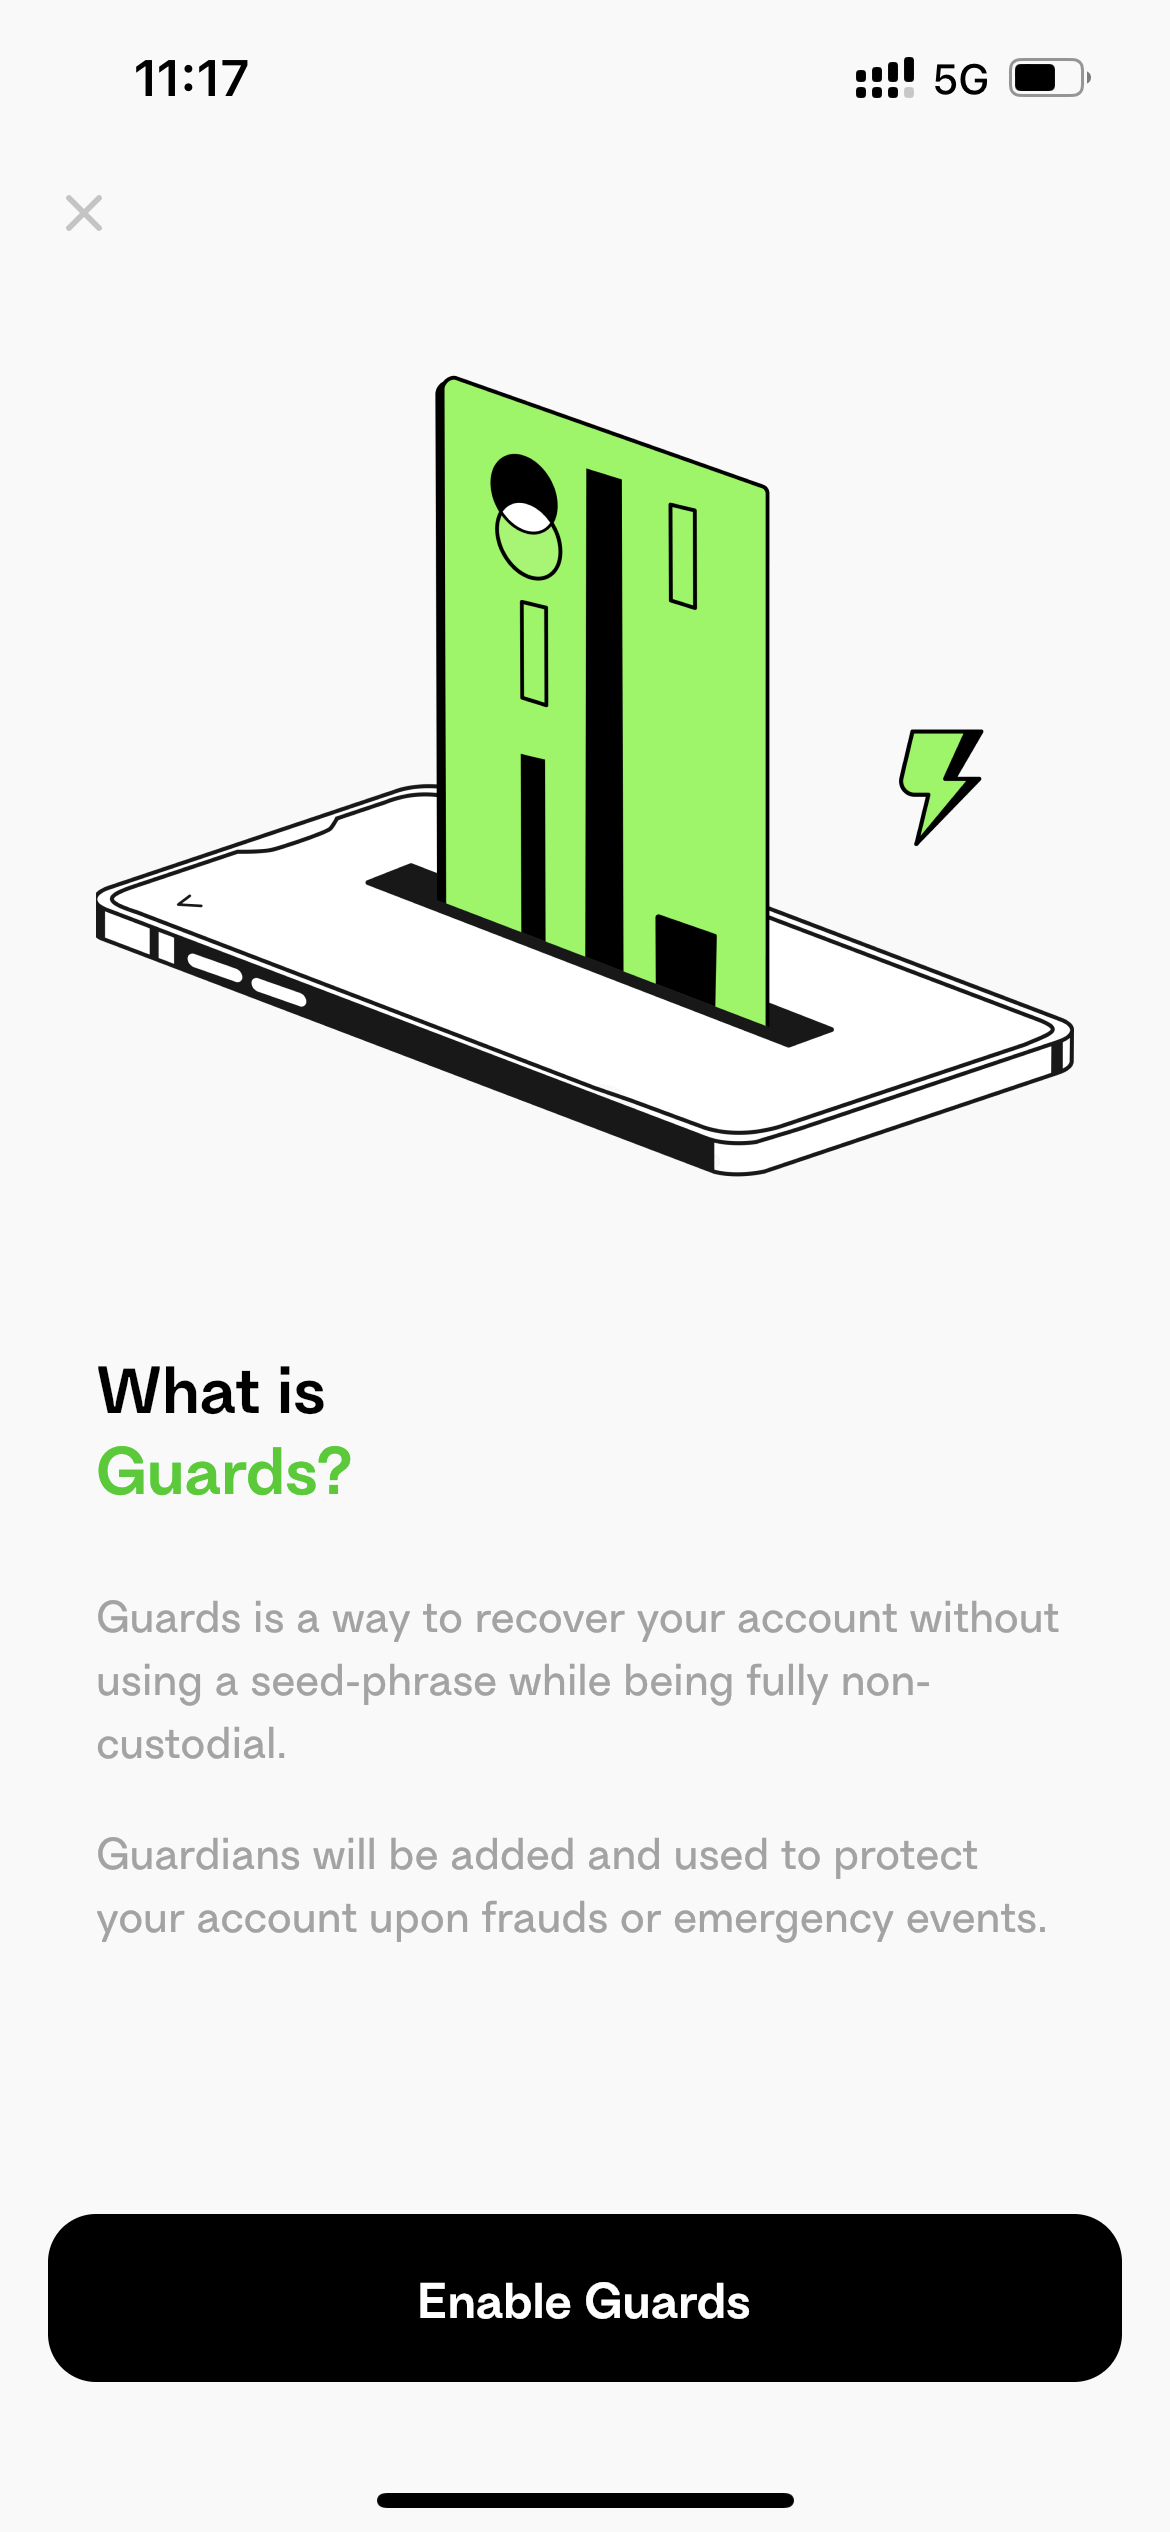 11:17
5G
What is
Guards?
Guards is a way to recover your account without
using a seed-phrase while being fully non-
custodial.
Guardians will be added and used to protect
your account upon frauds or emergency events.
Enable Guards